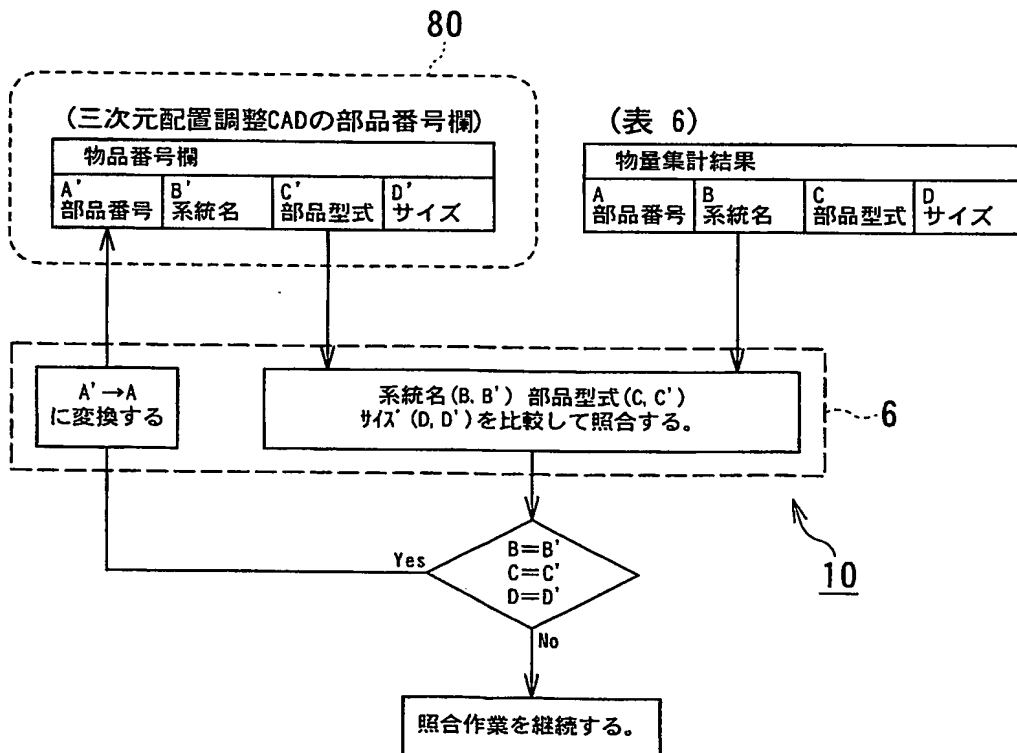 80
(三次元配置調整CADの部品番号欄)
物品番号欄
A'
部品番号
B'
系統名
C'
部品型式
D'
サイズ
(表 6)
物量集計結果
A
部品番号
B
系統名
C
部品型式
D
サイズ
A'→A
に変換する
系統名(B, B') 部品型式(C, C')
サイズ(D, D')を比較して照合する。
6
B=B'
C=C'
D=D'
Yes
No
10
照合作業を継続する。